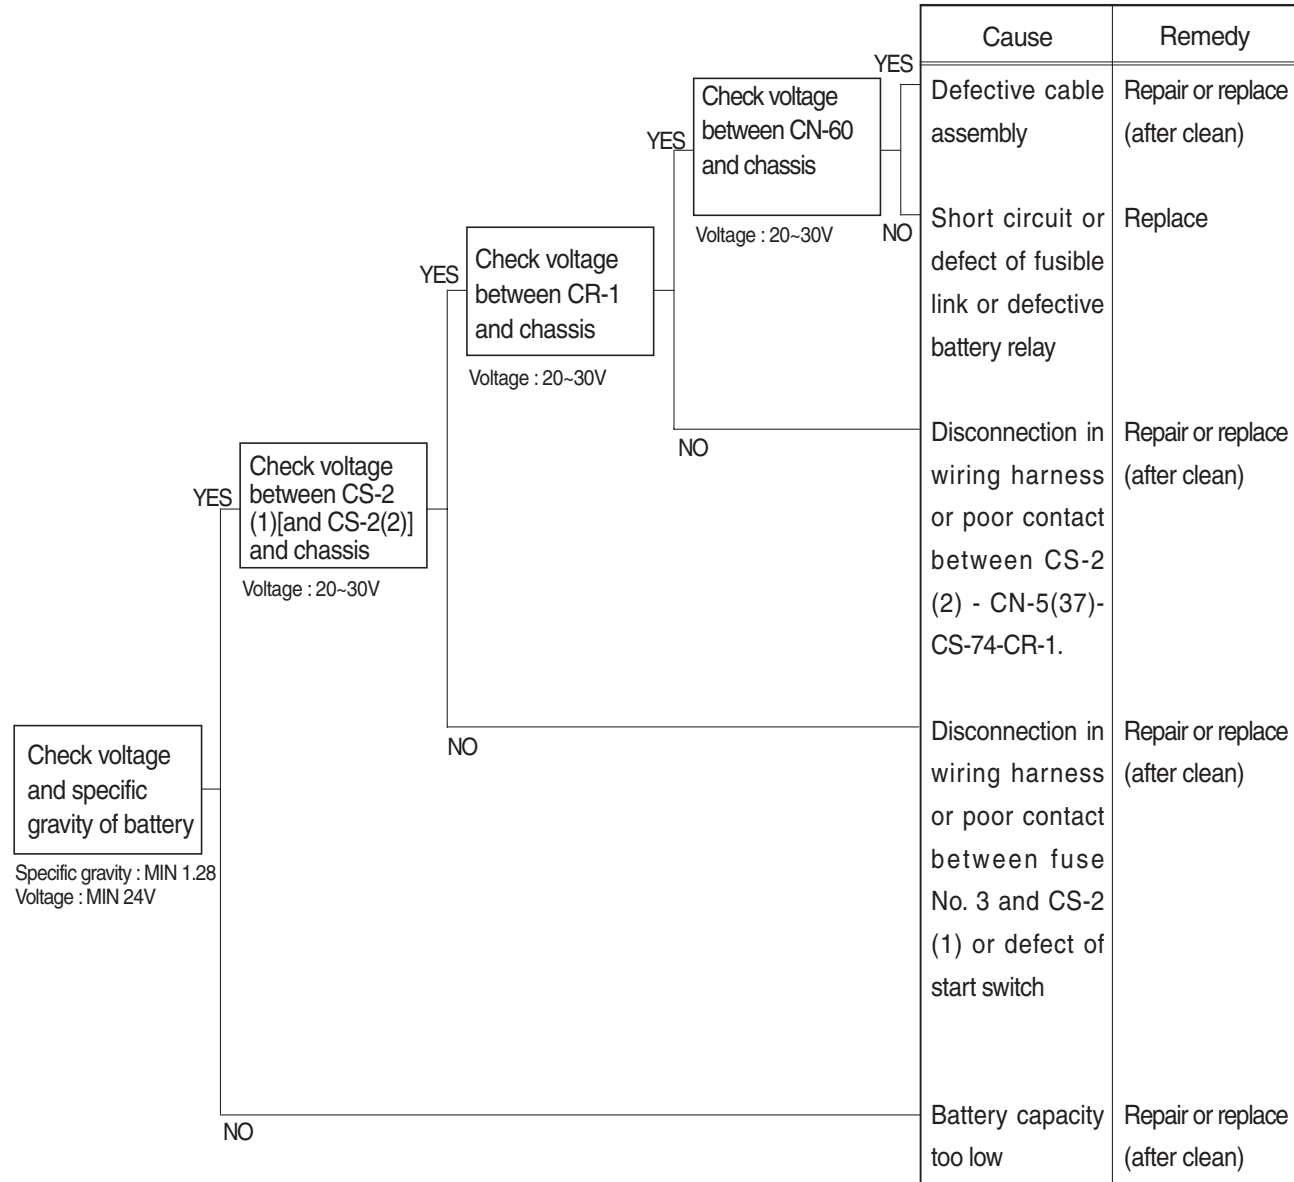 Cause
Remedy
YES
Check voltage
between CN-60
and chassis
Defective cable
assembly
Repair or replace
(after clean)
YES
Voltage : 20~30V
NO
Short circuit or
defect of fusible
link or defective
battery relay
Replace
YES
Check voltage
between CR-1
and chassis
Voltage : 20~30V
NO
Disconnection in
wiring harness
or poor contact
between CS-2
(2) - CN-5(37)-
CS-74-CR-1.
Repair or replace
(after clean)
YES
Check voltage
between CS-2
(1)[and CS-2(2)]
and chassis
Voltage : 20~30V
NO
Disconnection in
wiring harness
or poor contact
between fuse
No. 3 and CS-2
(1) or defect of
start switch
Repair or replace
(after clean)
Check voltage
and specific
gravity of battery
Specific gravity : MIN 1.28
Voltage : MIN 24V
NO
Battery capacity
too low
Repair or replace
(after clean)